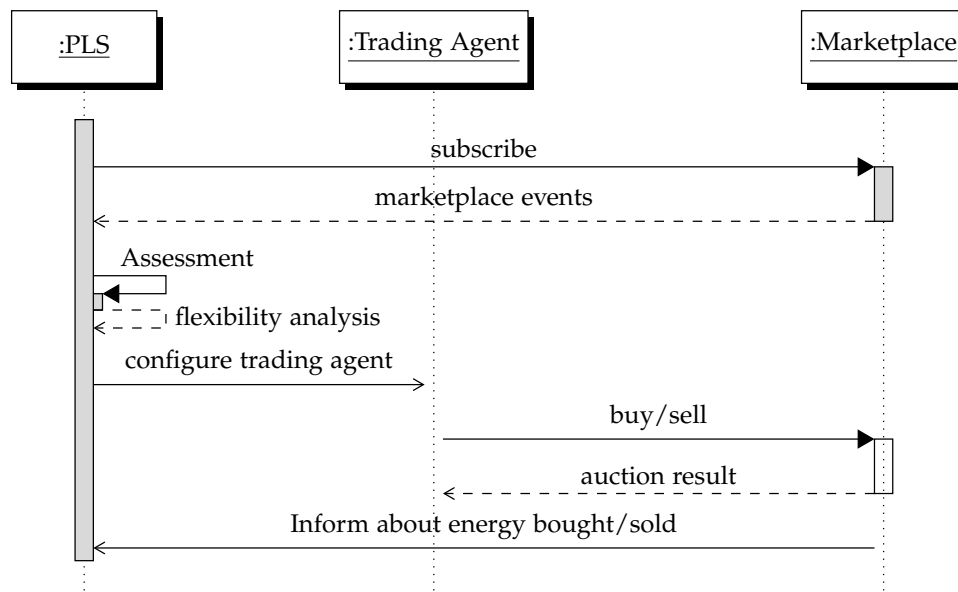 :PLS
:Trading Agent
:Marketplace
subscribe
marketplace events
Assessment
flexibility analysis
configure trading agent
buy/sell
auction result
Inform about energy bought/sold